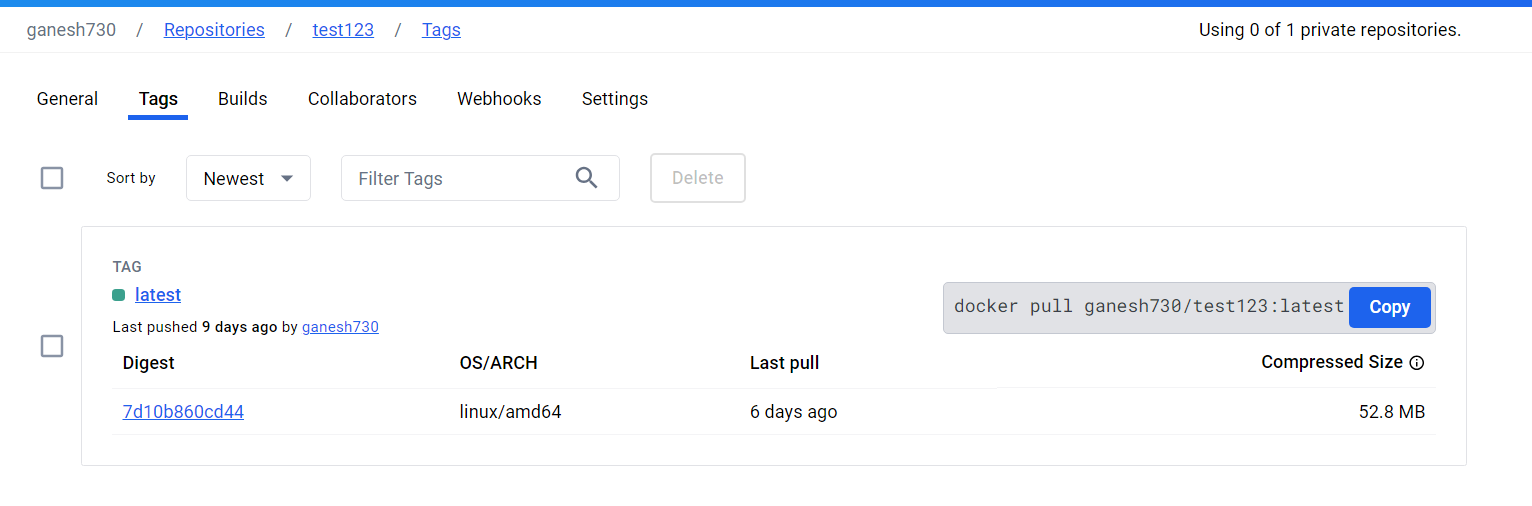 ganesh730 / Repositories / test123 / Tags
Using 0 of 1 private repositories.
General Tags Builds Collaborators Webhooks Settings
Sort by Newest Filter Tags Delete
TAG
latest
docker pull ganesh730/test123:latest Copy
Last pushed 9 days ago by ganesh730
Digest OS/ARCH Last pull Compressed Size
7d10b860cd44 linux/amd64 6 days ago 52.8 MB